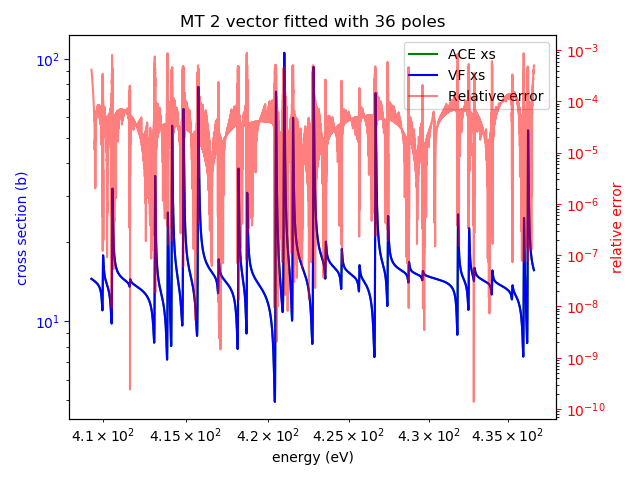 MT 2 vector fitted with 36 poles
ACE xs
VF xs
Relative error
10²
10¹
cross section (b)
10⁻³
10⁻⁴
10⁻⁵
10⁻⁶
10⁻⁷
10⁻⁸
10⁻⁹
10⁻¹⁰
relative error
4.1 × 10² 4.15 × 10² 4.2 × 10² 4.25 × 10² 4.3 × 10² 4.35 × 10²
energy (eV)